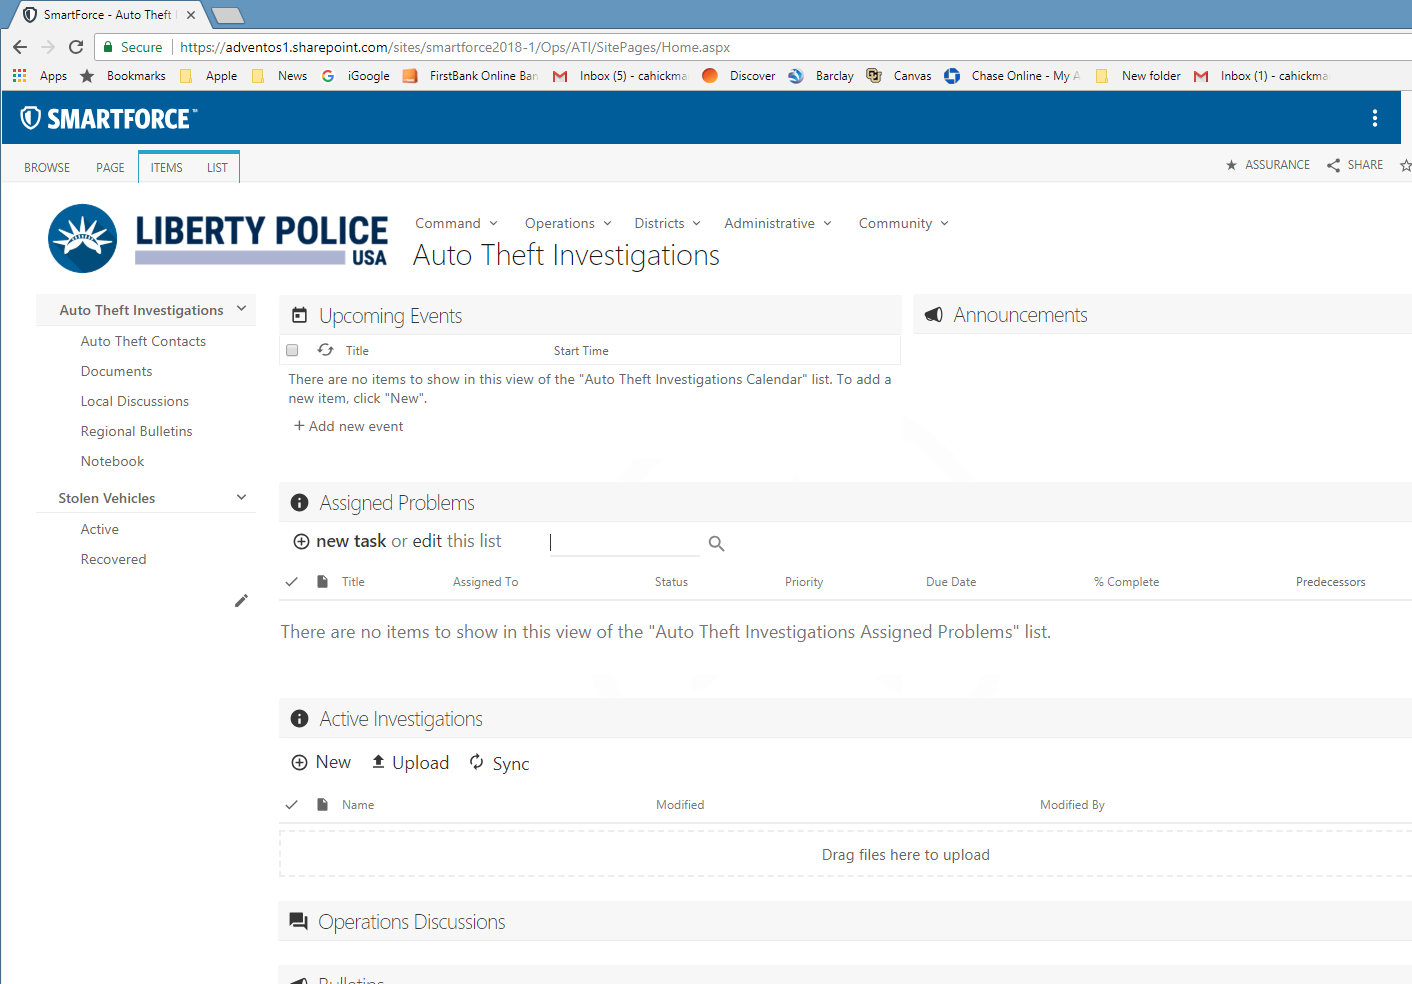 SmartForce - Auto Theft
Secure https://adventos1.sharepoint.com/sites/smartforce2018-1/Ops/ATI/SitePages/Home.aspx
Apps Bookmarks Apple News iGoogle FirstBank Online Ban Inbox (5) - cahickma Discover Barclay Canvas Chase Online - My A New folder Inbox (1) - cahickma
SMARTFORCE™
BROWSE PAGE ITEMS LIST ASSURANCE SHARE
LIBERTY POLICE
USA
Command Operations Districts Administrative Community
Auto Theft Investigations
Auto Theft Investigations
Auto Theft Contacts
Documents
Local Discussions
Regional Bulletins
Notebook
Stolen Vehicles
Active
Recovered
Upcoming Events
Title Start Time
There are no items to show in this view of the "Auto Theft Investigations Calendar" list. To add a
new item, click "New".
+ Add new event
Announcements
Assigned Problems
new task or edit this list
Title Assigned To Status Priority Due Date % Complete Predecessors
There are no items to show in this view of the "Auto Theft Investigations Assigned Problems" list.
Active Investigations
New Upload Sync
Name Modified Modified By
Drag files here to upload
Operations Discussions
Bulletins